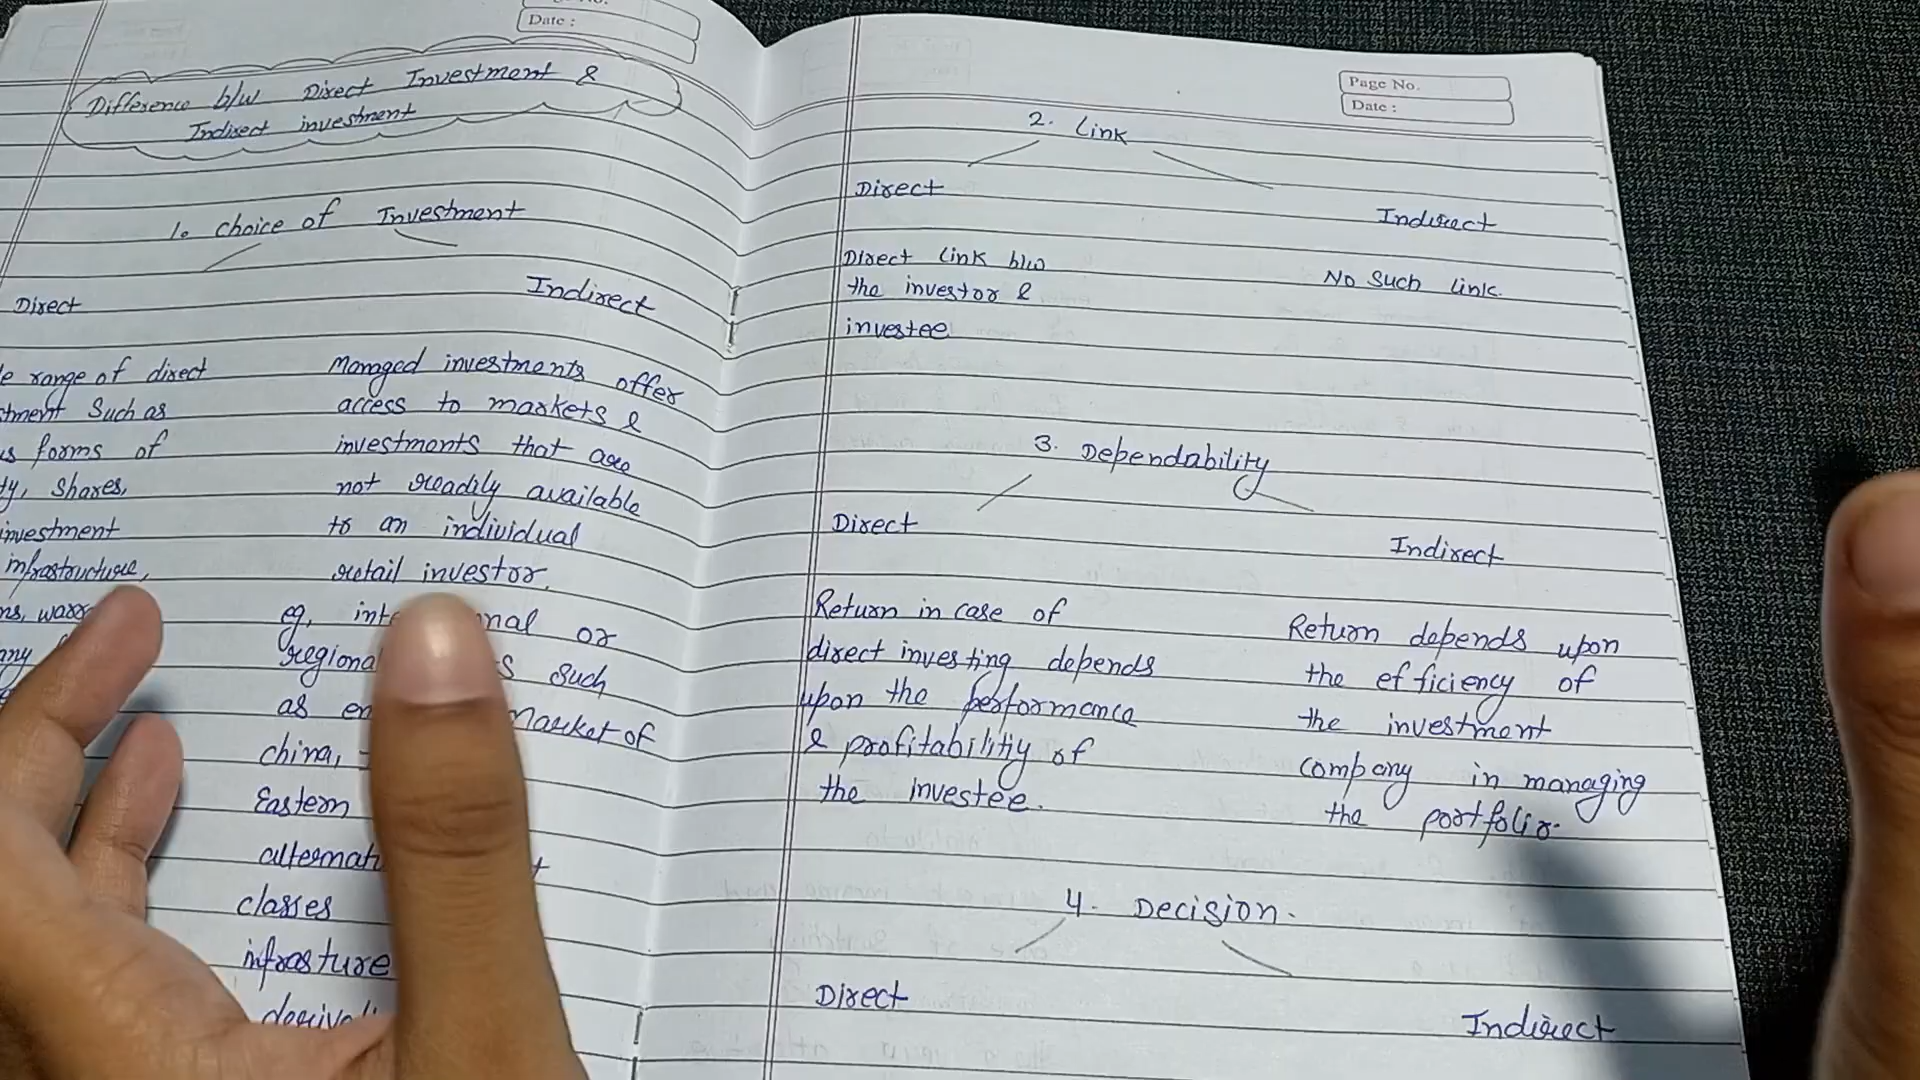 Date :
Difference b/w Direct Investment &
Indirect investment
1. choice of Investment
Direct
Indirect
range of direct
Such as
forms of
shares,
investment
infrastructure,
Managed investments offer
access to markets &
investments that are
not readily available
to an individual
retail investor.
eg, or
regional such
as market of
china,
Eastern
classes
infrasture
Page No.
Date :
2. Link
Direct
Indirect
Direct link b/w
the investor &
investee
No Such link.
3. Dependability
Direct
Indirect
Return in case of
direct investing depends
upon the performance
& profitability of
the investee.
Return depends upon
the efficiency of
the investment
company in managing
the portfolio.
4. Decision.
Direct
Indirect